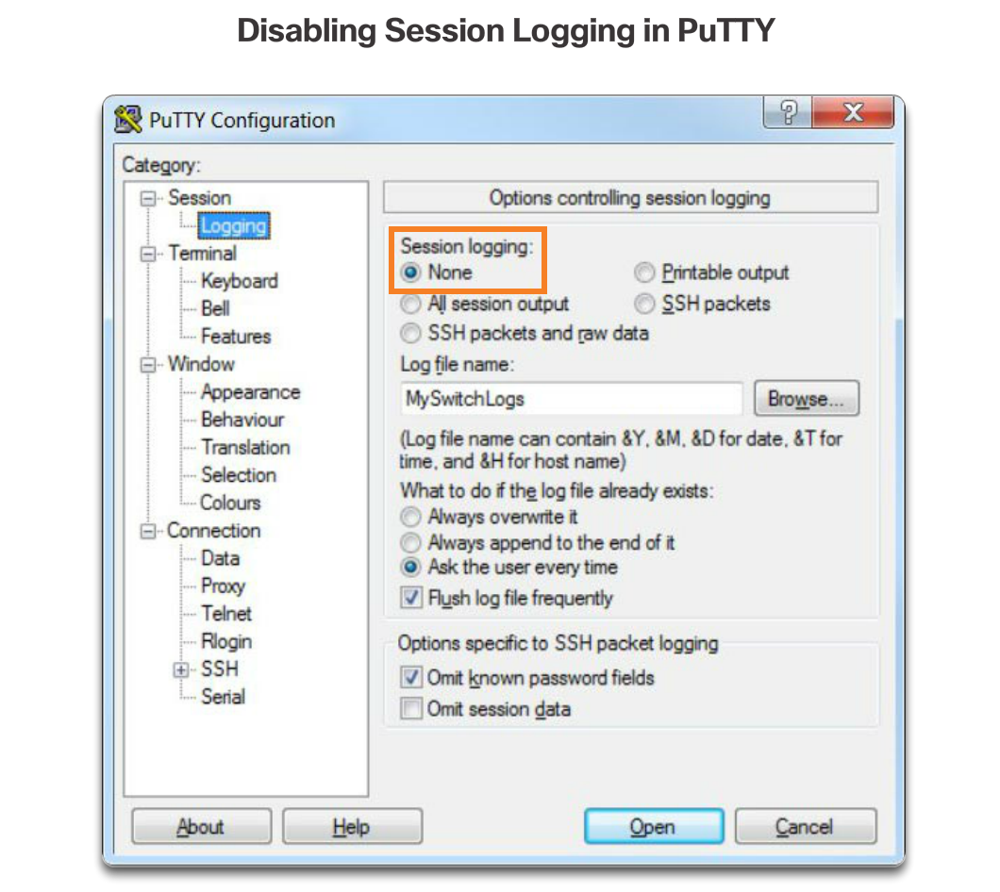 Disabling Session Logging in PuTTY
PuTTY Configuration
Category:
Session
Logging
Terminal
Keyboard
Bell
Features
Window
Appearance
Behaviour
Translation
Selection
Colours
Connection
Data
Proxy
Telnet
Rlogin
SSH
Serial
Options controlling session logging
Session logging:
None
Printable output
All session output
SSH packets
SSH packets and raw data
Log file name:
MySwitchLogs
Browse...
(Log file name can contain &Y, &M, &D for date, &T for
time, and &H for host name)
What to do if the log file already exists:
Always overwrite it
Always append to the end of it
Ask the user every time
Flush log file frequently
Options specific to SSH packet logging
Omit known password fields
Omit session data
About
Help
Open
Cancel